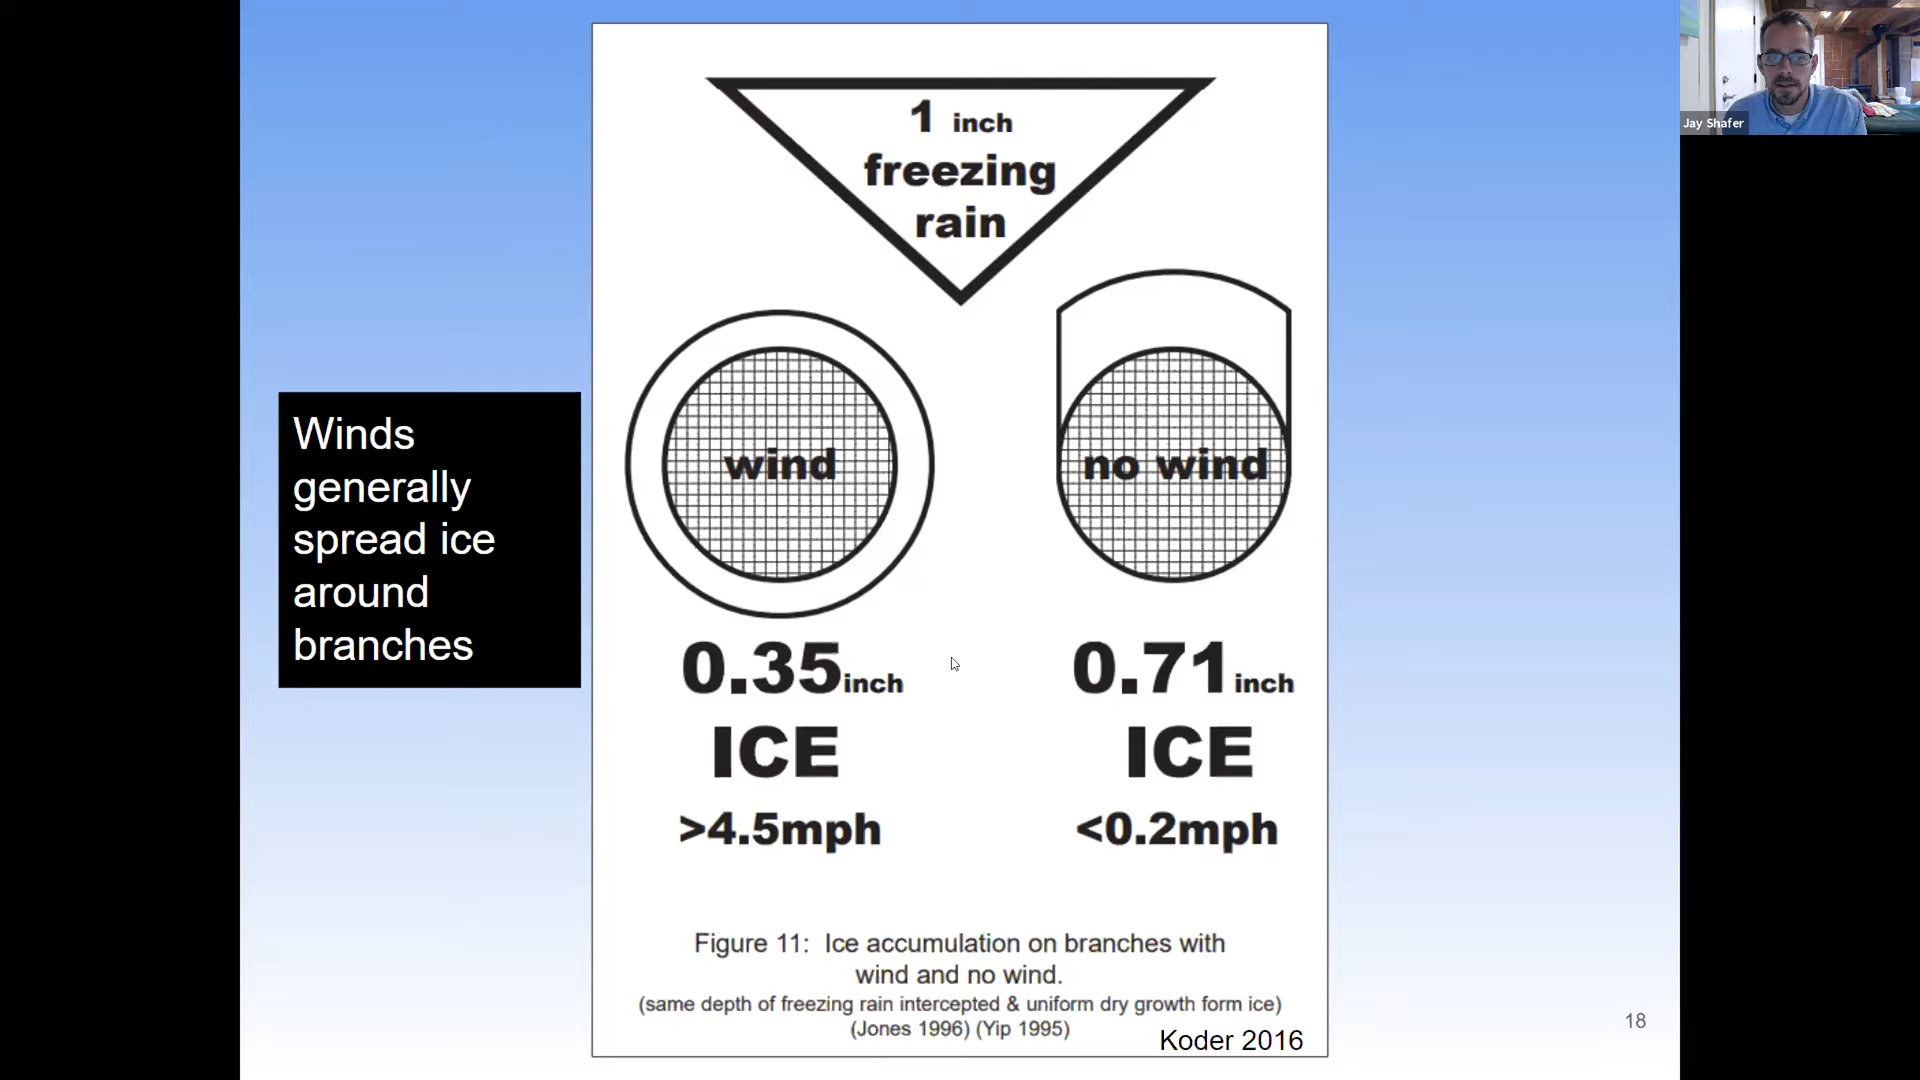 Jay Shafer
1 inch
freezing
rain
wind
no wind
Winds
generally
spread ice
around
branches
0.35inch
ICE
>4.5mph
0.71inch
ICE
<0.2mph
Figure 11: Ice accumulation on branches with
wind and no wind.
(same depth of freezing rain intercepted & uniform dry growth form ice)
(Jones 1996) (Yip 1995)
Koder 2016
18